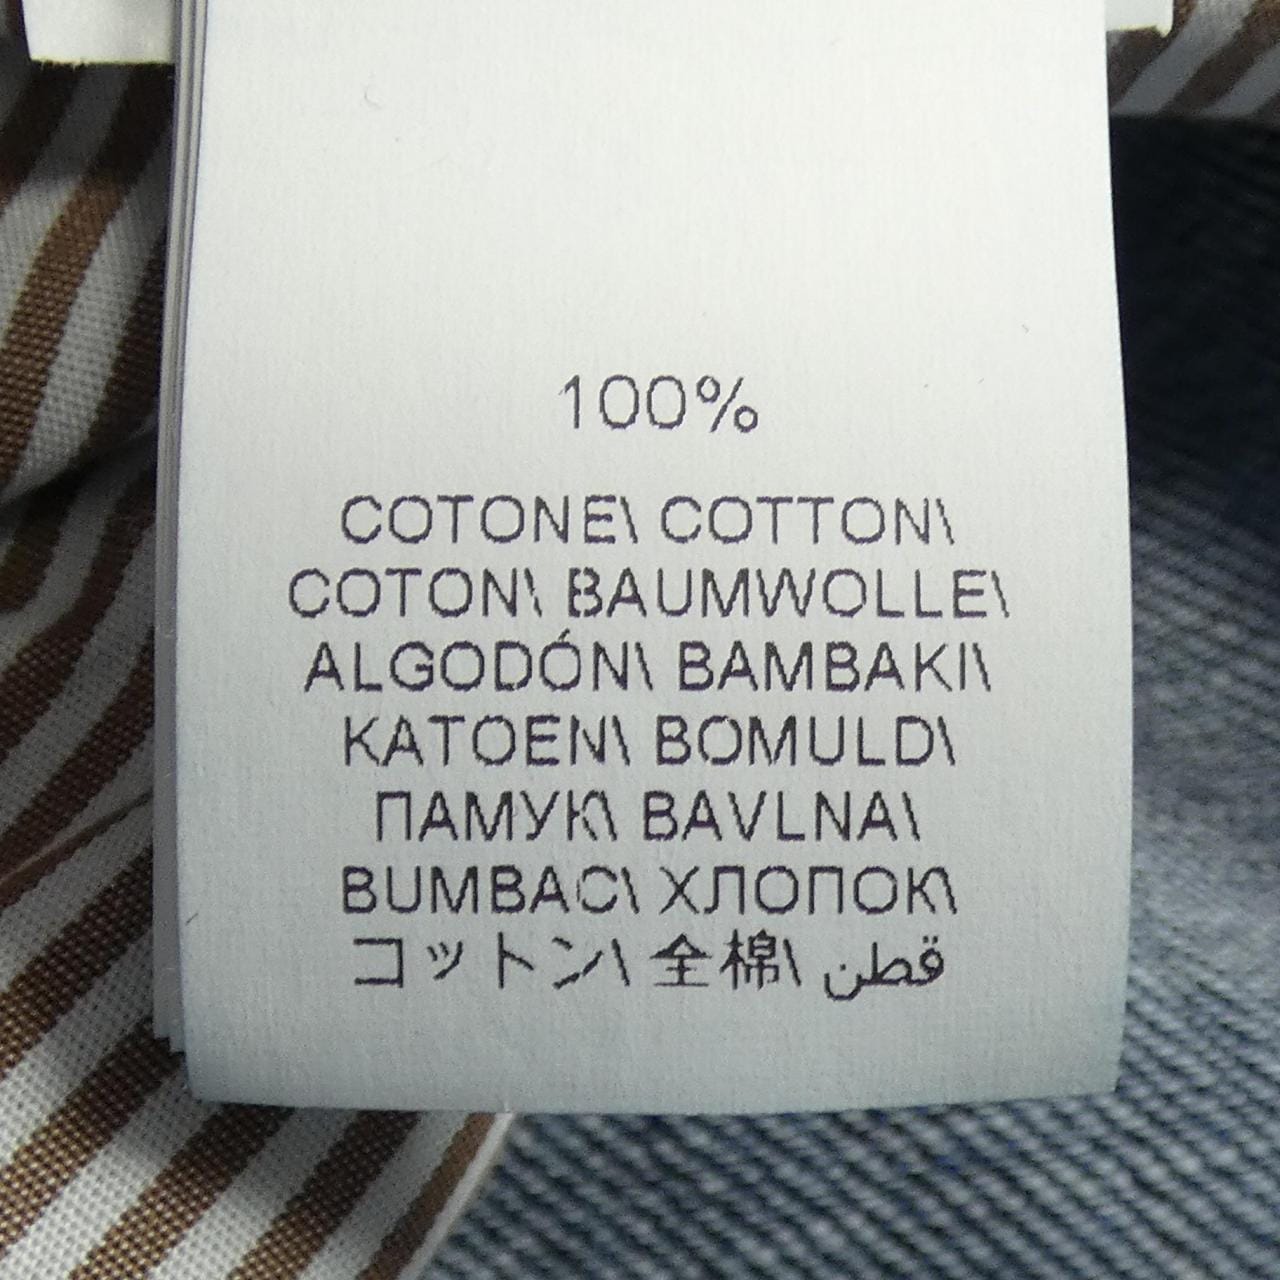 100%
COTONE\ COTTON\
COTON\ BAUMWOLLE\
ALGODÓN\ BAMBAKI\
KATOEN\ BOMULD\
ПАМУК\ BAVLNA\
BUMBAC\ ХЛОПОК\
コットン\ 全棉\ قطن